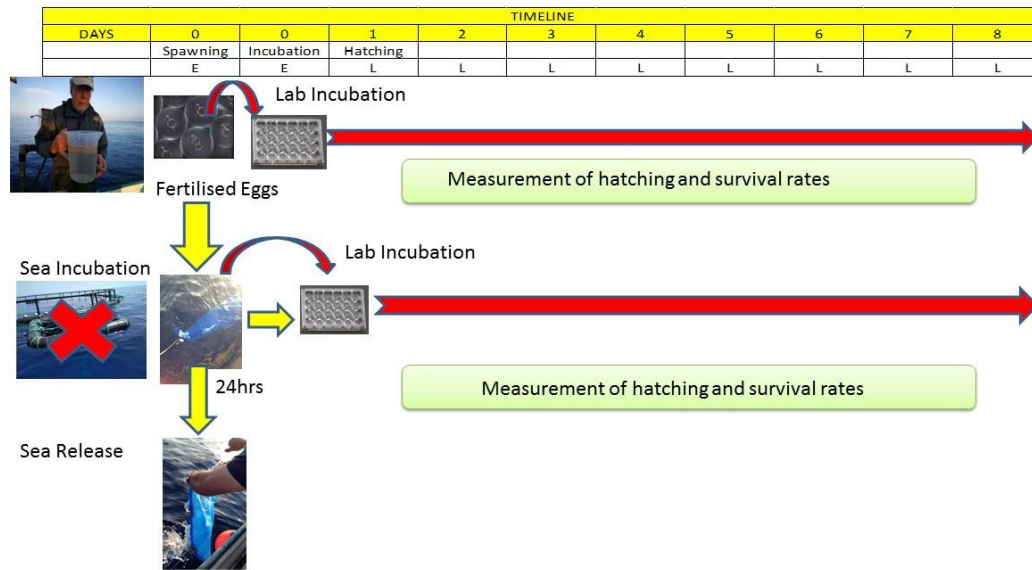 TIMELINE
DAYS 0 0 1 2 3 4 5 6 7 8
Spawning Incubation Hatching
E E L L L L L L L L
Lab Incubation
Measurement of hatching and survival rates
Fertilised Eggs
Lab Incubation
Sea Incubation
24hrs
Measurement of hatching and survival rates
Sea Release